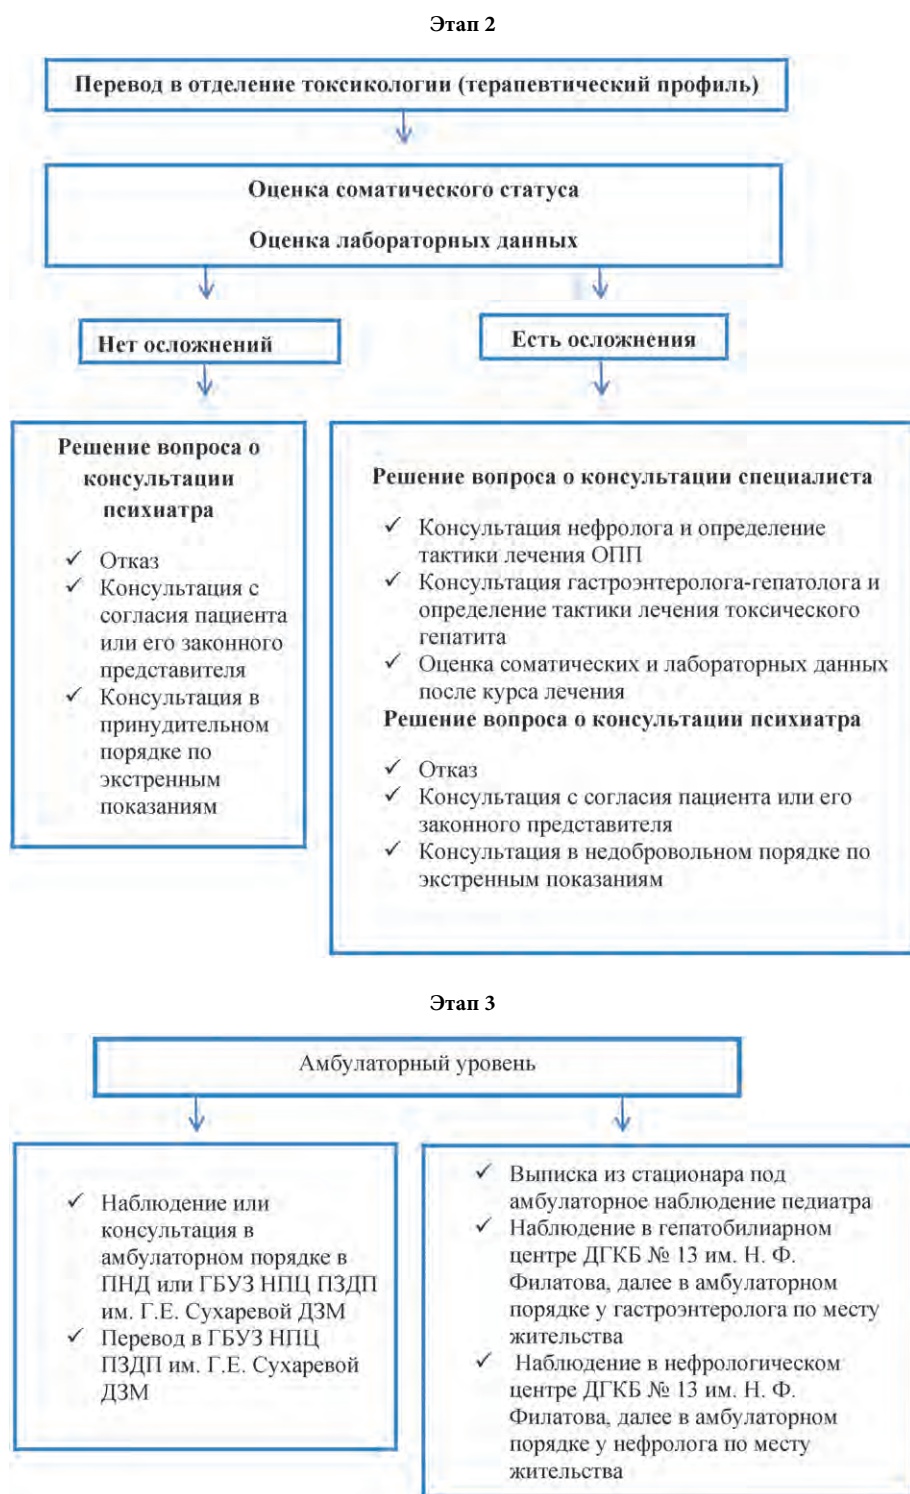 Этап 2
Перевод в отделение токсикологии (терапевтический профиль)
Оценка соматического статуса
Оценка лабораторных данных
Нет осложнений
Есть осложнения
Решение вопроса о
консультации
психиатра
✓ Отказ
✓ Консультация с
согласия пациента
или его законного
представителя
✓ Консультация в
принудительном
порядке по
экстренным
показаниям
Решение вопроса о консультации специалиста
✓ Консультация нефролога и определение
тактики лечения ОПП
✓ Консультация гастроэнтеролога-гепатолога и
определение тактики лечения токсического
гепатита
✓ Оценка соматических и лабораторных данных
после курса лечения
Решение вопроса о консультации психиатра
✓ Отказ
✓ Консультация с согласия пациента или его
законного представителя
✓ Консультация в недобровольном порядке по
экстренным показаниям
Этап 3
Амбулаторный уровень
✓ Наблюдение или
консультация в
амбулаторном порядке в
ПНД или ГБУЗ НПЦ ПЗДП
им. Г.Е. Сухаревой ДЗМ
✓ Перевод в ГБУЗ НПЦ
ПЗДП им. Г.Е. Сухаревой
ДЗМ
✓ Выписка из стационара под
амбулаторное наблюдение педиатра
✓ Наблюдение в гепатобилиарном
центре ДГКБ № 13 им. Н. Ф.
Филатова, далее в амбулаторном
порядке у гастроэнтеролога по месту
жительства
✓ Наблюдение в нефрологическом
центре ДГКБ № 13 им. Н. Ф.
Филатова, далее в амбулаторном
порядке у нефролога по месту
жительства